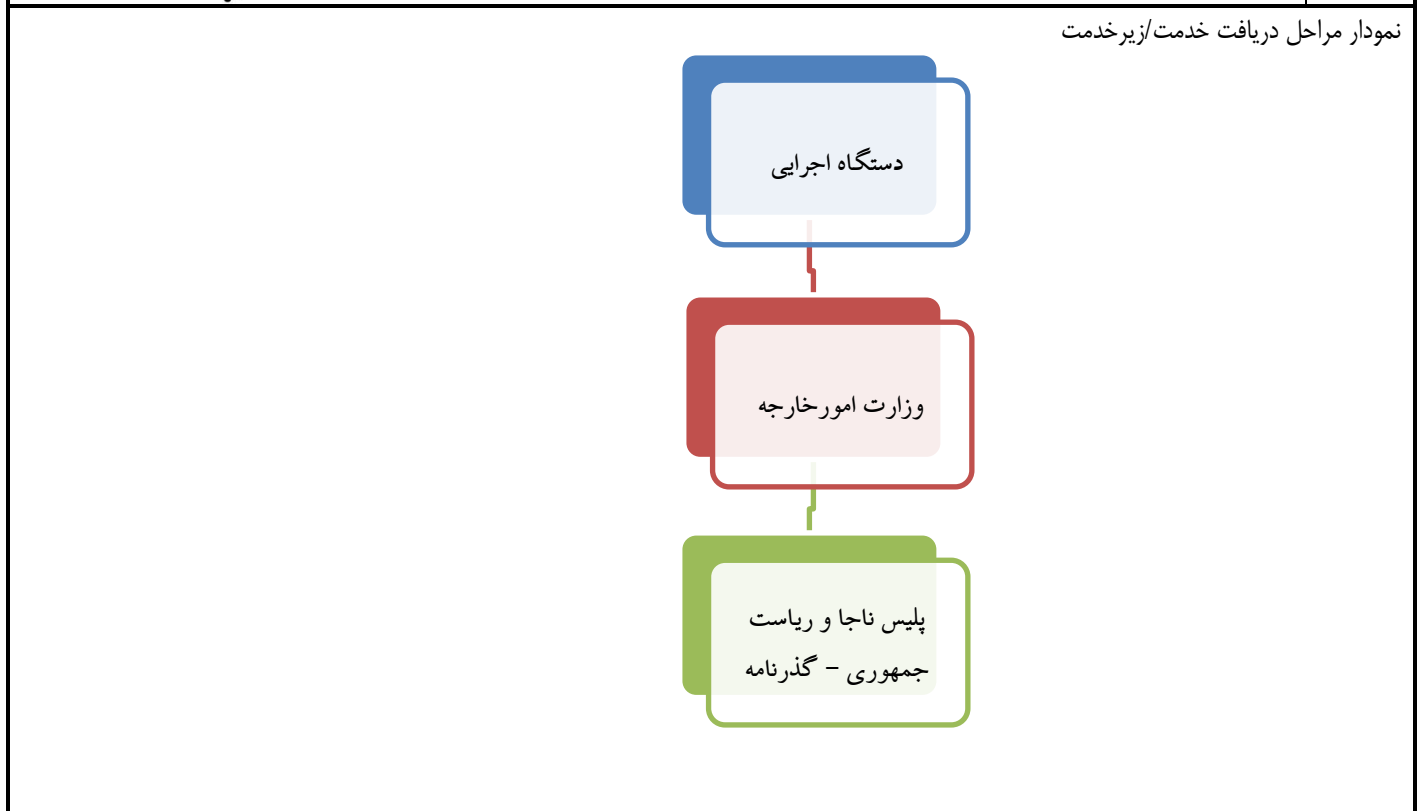 نمودار مراحل دریافت خدمت/زیرخدمت
دستگاه اجرایی
وزارت امورخارجه
پلیس ناجا و ریاست
جمهوری – گذرنامه